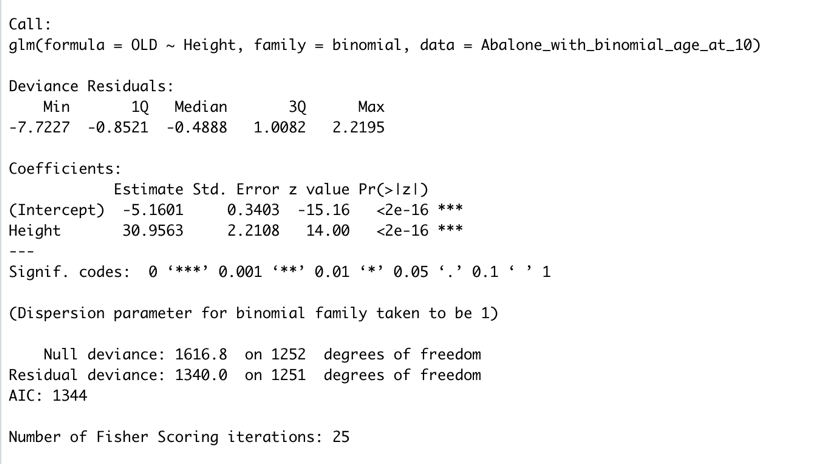 Call:
glm(formula = OLD ~ Height, family = binomial, data = Abalone_with_binomial_age_at_10)
Deviance Residuals:
    Min      1Q  Median      3Q     Max
-7.7227 -0.8521 -0.4888  1.0082  2.2195
Coefficients:
            Estimate Std. Error z value Pr(>|z|)
(Intercept)  -5.1601     0.3403  -15.16   <2e-16 ***
Height       30.9563     2.2108   14.00   <2e-16 ***
---
Signif. codes:  0 ‘***’ 0.001 ‘**’ 0.01 ‘*’ 0.05 ‘.’ 0.1 ‘ ’ 1
(Dispersion parameter for binomial family taken to be 1)
    Null deviance: 1616.8  on 1252  degrees of freedom
Residual deviance: 1340.0  on 1251  degrees of freedom
AIC: 1344
Number of Fisher Scoring iterations: 25